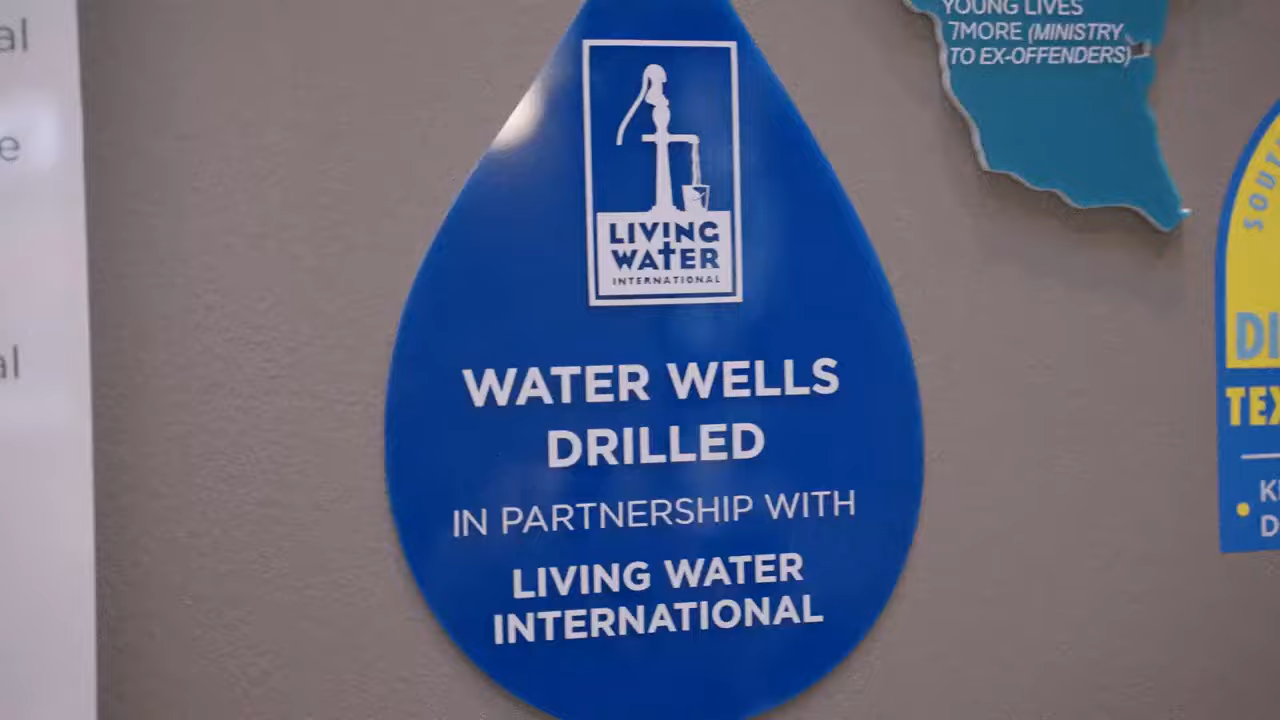 LIVING
WATER
INTERNATIONAL
WATER WELLS
DRILLED
IN PARTNERSHIP WITH
LIVING WATER
INTERNATIONAL
YOUNG LIVES
7MORE (MINISTRY
TO EX-OFFENDERS)